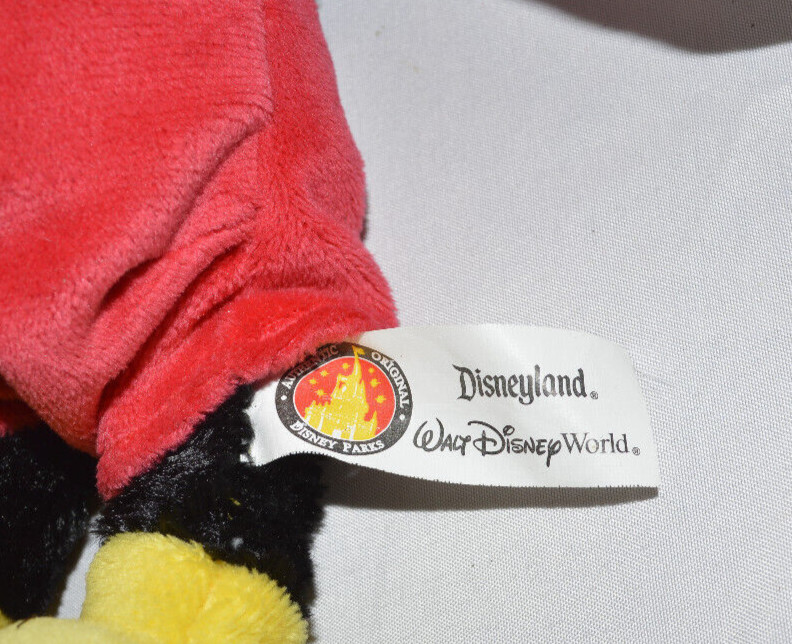 AUTHENTIC ORIGINAL
DISNEY PARKS
Disneyland®
WALT DISNEY World®